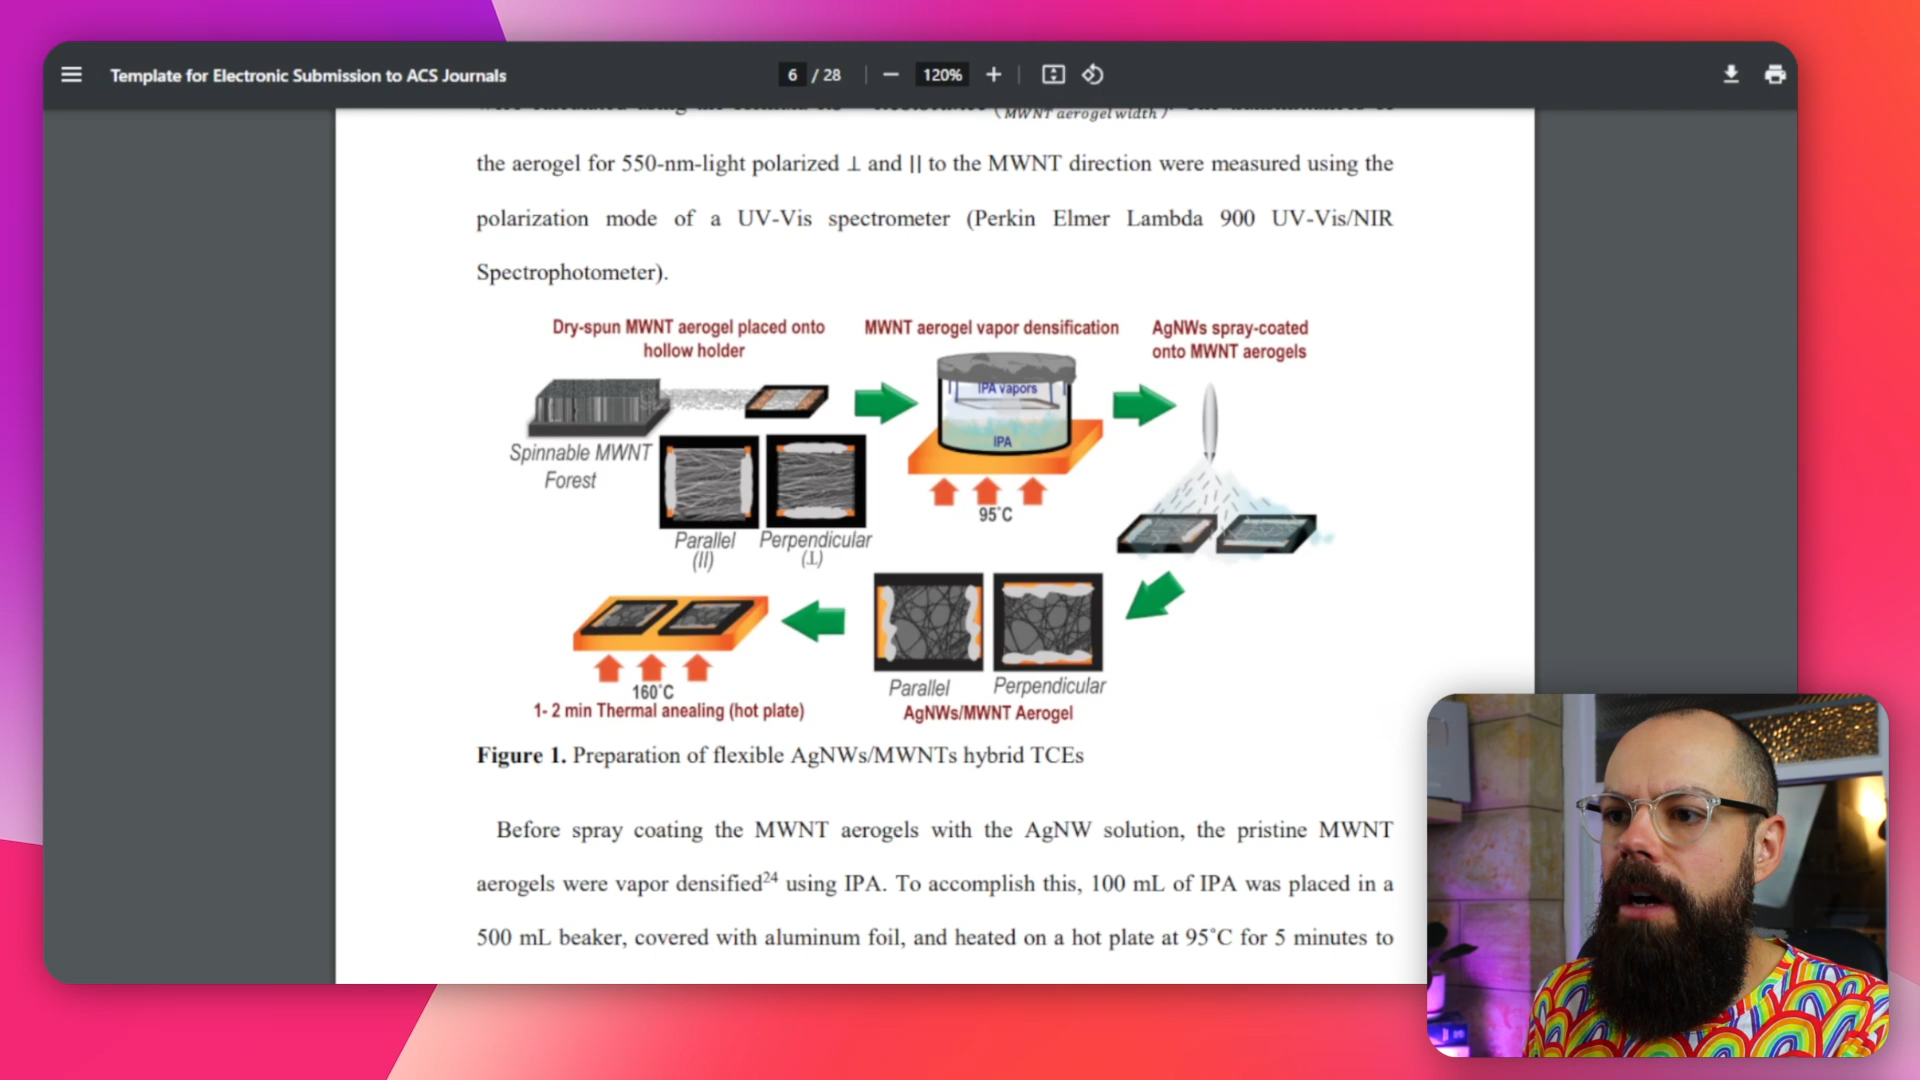 Template for Electronic Submission to ACS Journals
6 / 28
120%
MWNT aerogel width
the aerogel for 550-nm-light polarized ⊥ and || to the MWNT direction were measured using the
polarization mode of a UV-Vis spectrometer (Perkin Elmer Lambda 900 UV-Vis/NIR
Spectrophotometer).
Dry-spun MWNT aerogel placed onto
hollow holder
MWNT aerogel vapor densification
AgNWs spray-coated
onto MWNT aerogels
IPA vapors
IPA
Spinnable MWNT
Forest
95°C
Parallel
(||)
Perpendicular
(⊥)
160°C
1- 2 min Thermal anealing (hot plate)
Parallel
Perpendicular
AgNWs/MWNT Aerogel
Figure 1. Preparation of flexible AgNWs/MWNTs hybrid TCEs
Before spray coating the MWNT aerogels with the AgNW solution, the pristine MWNT
aerogels were vapor densified24 using IPA. To accomplish this, 100 mL of IPA was placed in a
500 mL beaker, covered with aluminum foil, and heated on a hot plate at 95°C for 5 minutes to